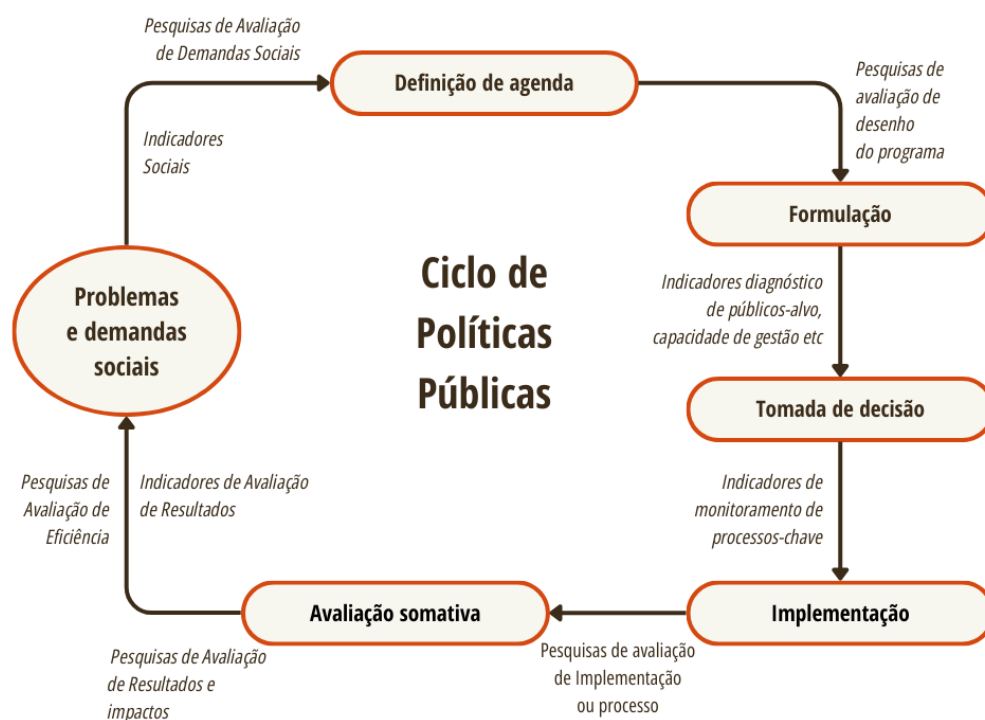 Pesquisas de Avaliação
de Demandas Sociais
Definição de agenda
Pesquisas de
avaliação de
desenho
do programa
Indicadores
Sociais
Formulação
Ciclo de
Políticas
Públicas
Problemas
e demandas
sociais
Indicadores diagnóstico
de públicos-alvo,
capacidade de gestão etc
Tomada de decisão
Pesquisas de
Avaliação de
Eficiência
Indicadores de Avaliação
de Resultados
Indicadores de
monitoramento de
processos-chave
Avaliação somativa
Implementação
Pesquisas de Avaliação
de Resultados e
impactos
Pesquisas de avaliação
de Implementação
ou processo